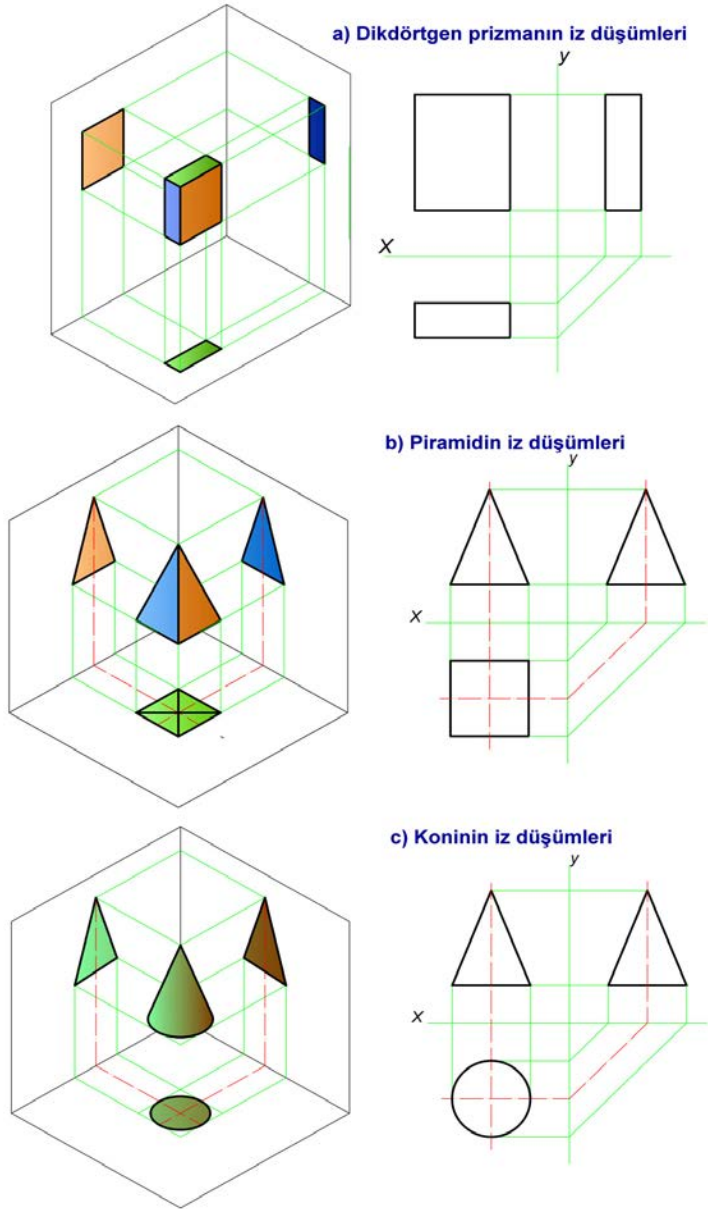 a) Dikdörtgen prizmanın iz düşümleri
y
X
b) Piramidin iz düşümleri
y
X
c) Koninin iz düşümleri
y
X